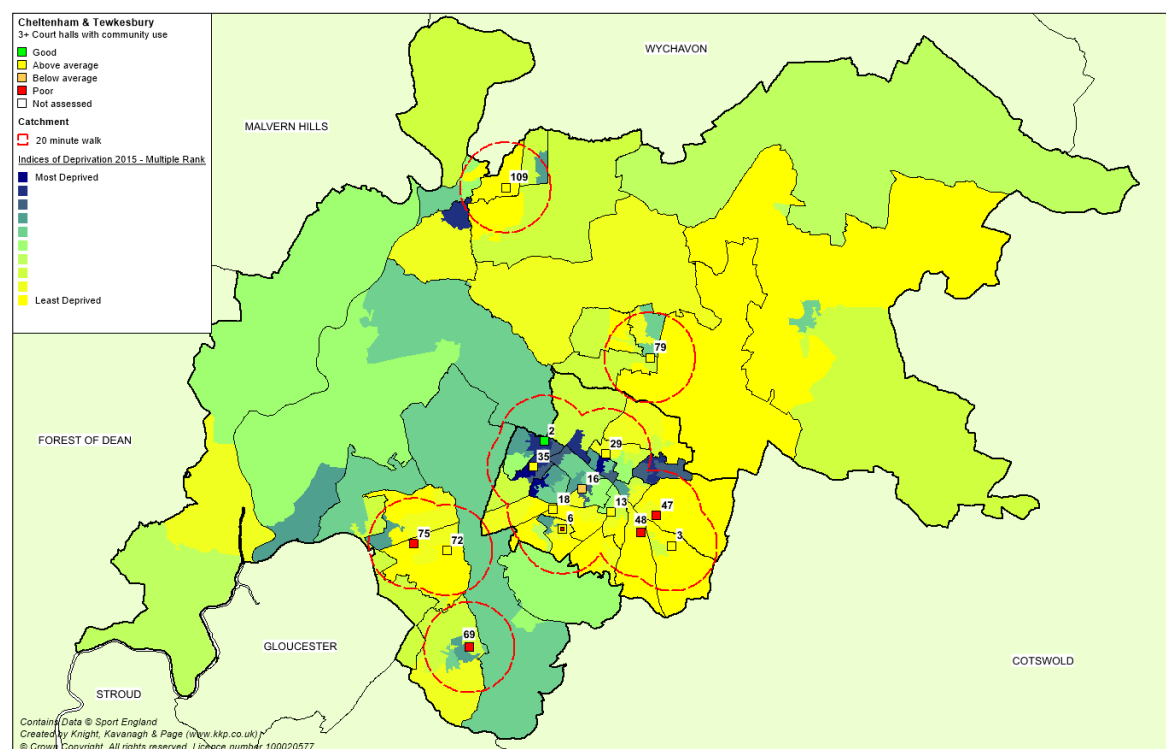 Cheltenham & Tewkesbury
3+ Court halls with community use
Good
Above average
Below average
Poor
Not assessed
Catchment
20 minute walk
Indices of Deprivation 2015 - Multiple Rank
Most Deprived
Least Deprived
WYCHAVON
MALVERN HILLS
109
79
FOREST OF DEAN
2
29
35
16
18
13
47
6
48
75
72
3
69
GLOUCESTER
COTSWOLD
STROUD
Contains Data © Sport England
Created by Knight, Kavanagh & Page (www.kkp.co.uk)
© Crown Copyright. All rights reserved. Licence number 100020577